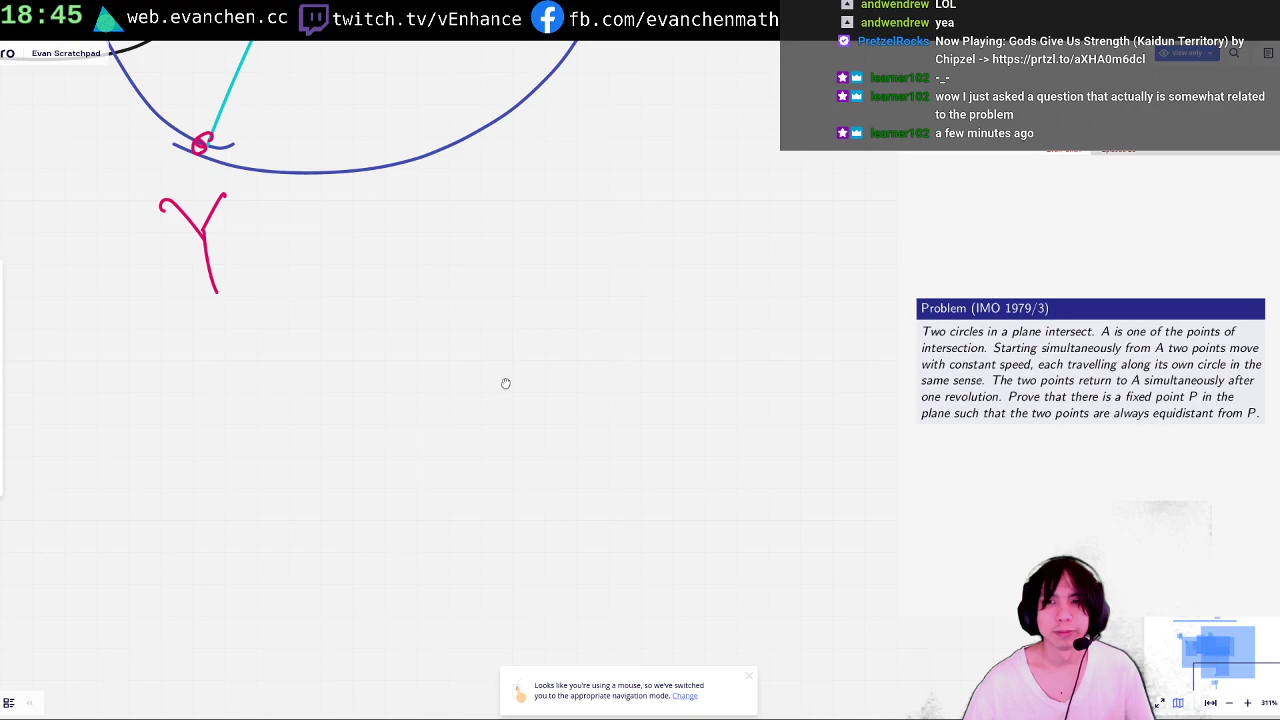 18:45 web.evanchen.cc twitch.tv/vEnhance fb.com/evanchenmath
andwendrew LOL
andwendrew yea
PretzelRocks Now Playing: Gods Give Us Strength (Kaidun Territory) by
Chipzel -> https://prtzl.to/aXHA0m6dcl
learner102 -_-
learner102 wow I just asked a question that actually is somewhat related
to the problem
learner102 a few minutes ago
ro Evan Scratchpad
View only
Y
Problem (IMO 1979/3)
Two circles in a plane intersect. A is one of the points of
intersection. Starting simultaneously from A two points move
with constant speed, each travelling along its own circle in the
same sense. The two points return to A simultaneously after
one revolution. Prove that there is a fixed point P in the
plane such that the two points are always equidistant from P.
Looks like you're using a mouse, so we've switched
you to the appropriate navigation mode. Change
311%